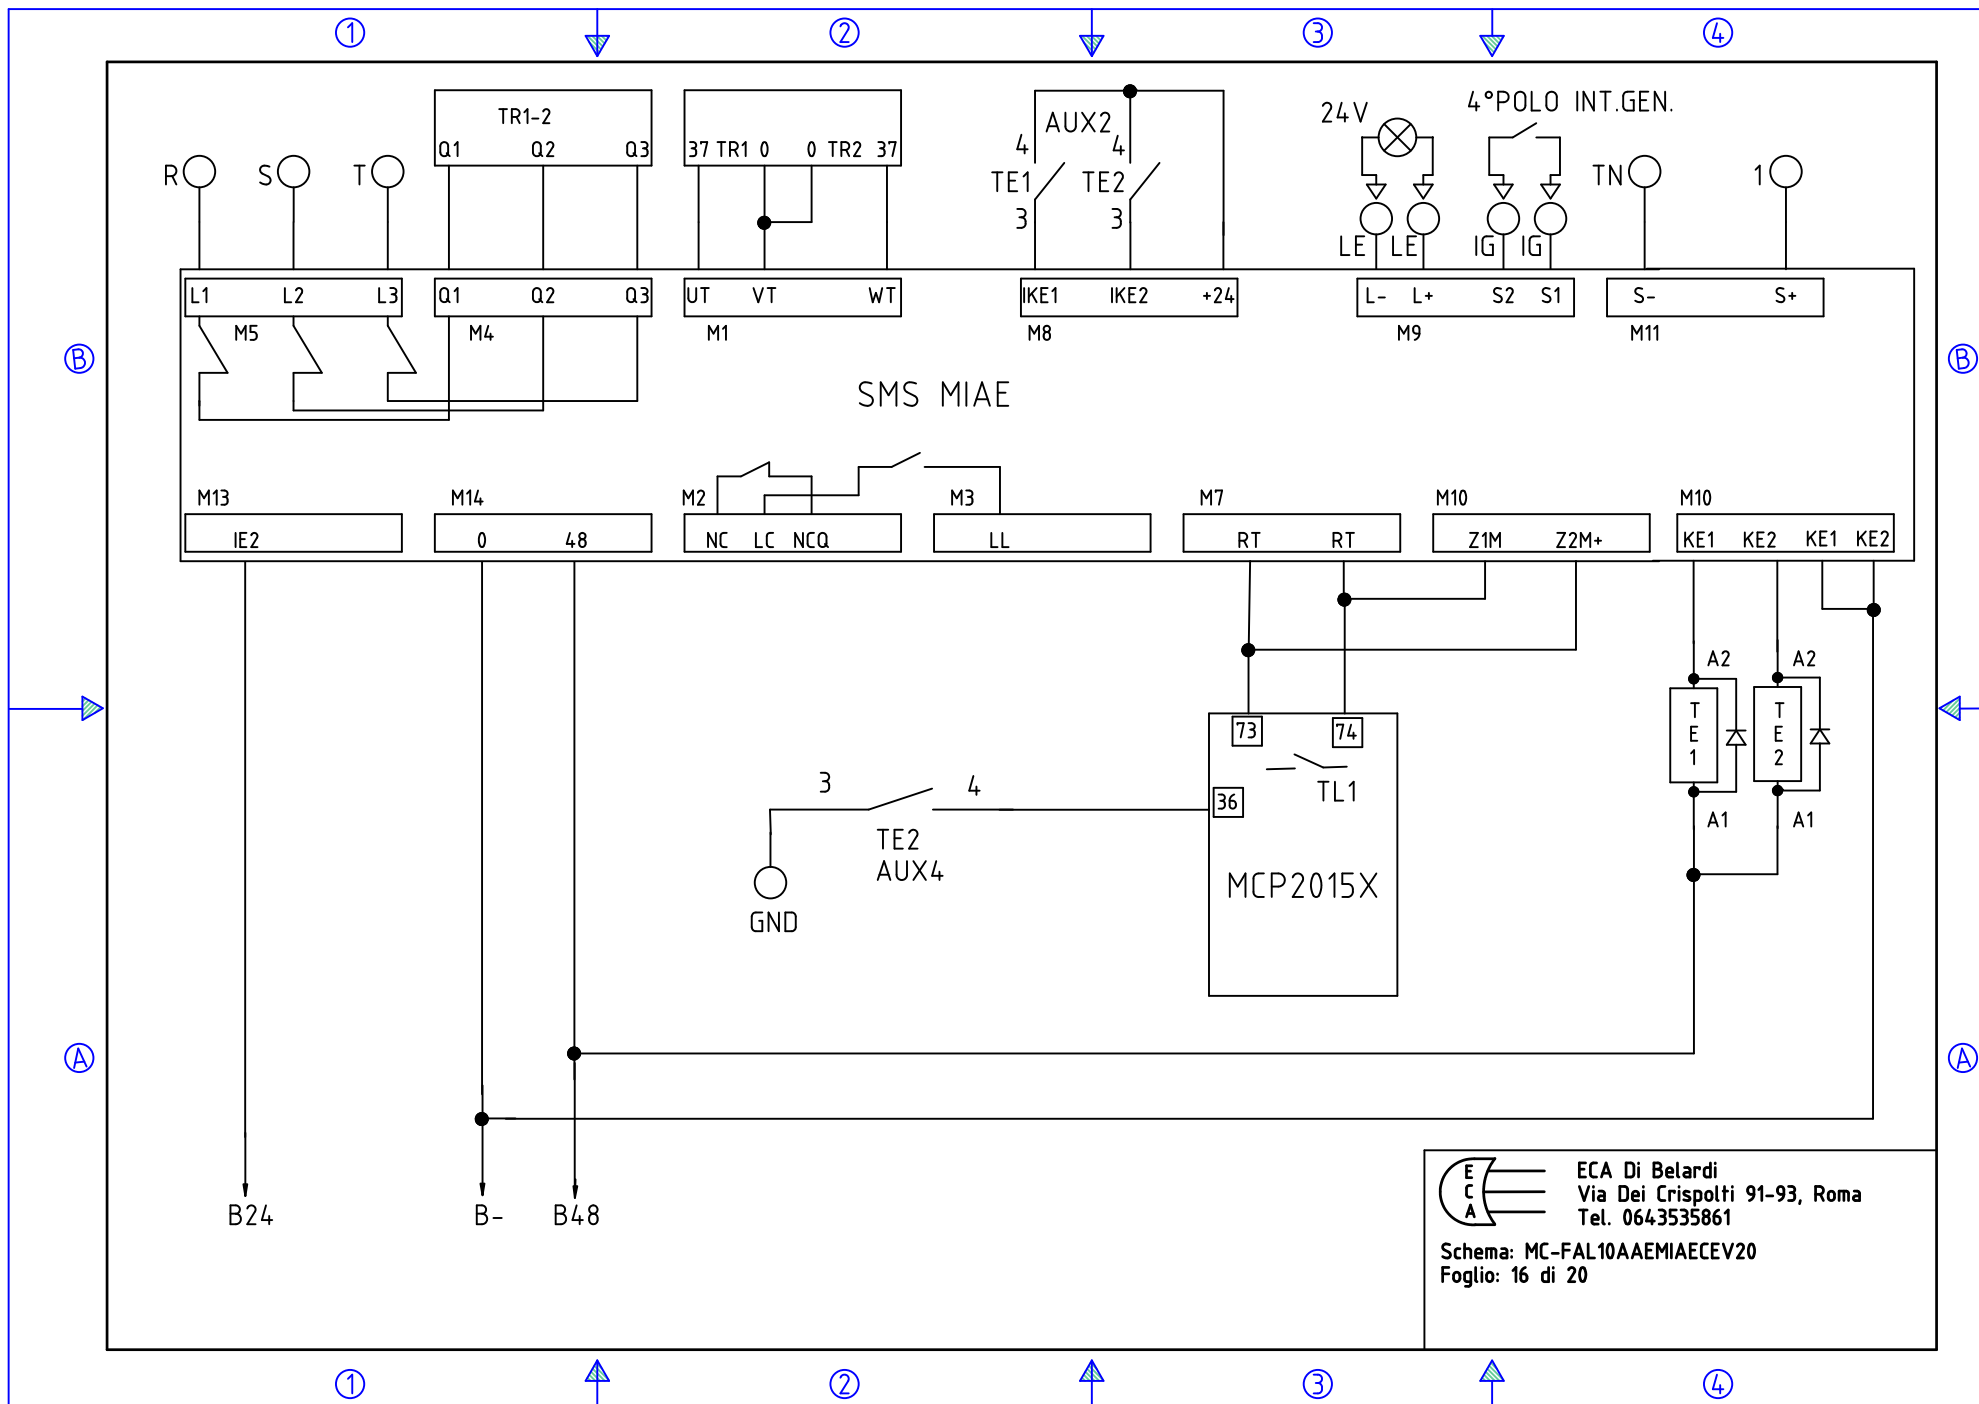 1 2 3 4
TR1-2
Q1 Q2 Q3
37 TR1 0 0 TR2 37
AUX2
4 4
TE1 TE2
3 3
24V
4°POLO INT.GEN.
R S T
TN 1
LE LE IG IG
L1 L2 L3
Q1 Q2 Q3
UT VT WT
IKE1 IKE2 +24
L- L+ S2 S1
S- S+
M5 M4 M1 M8 M9 M11
B B
SMS MIAE
M13 M14 M2 M3 M7 M10 M10
IE2
0 48
NC LC NCQ
LL
RT RT
Z1M Z2M+
KE1 KE2 KE1 KE2
A2 A2
TE1
TE2
A1 A1
73 74
TL1
36
3 4
TE2
AUX4
MCP2015X
GND
A A
B24 B- B48
E
C
A
ECA Di Belardi
Via Dei Crispolti 91-93, Roma
Tel. 0643535861
Schema: MC-FAL10AAEMIAECEV20
Foglio: 16 di 20
1 2 3 4